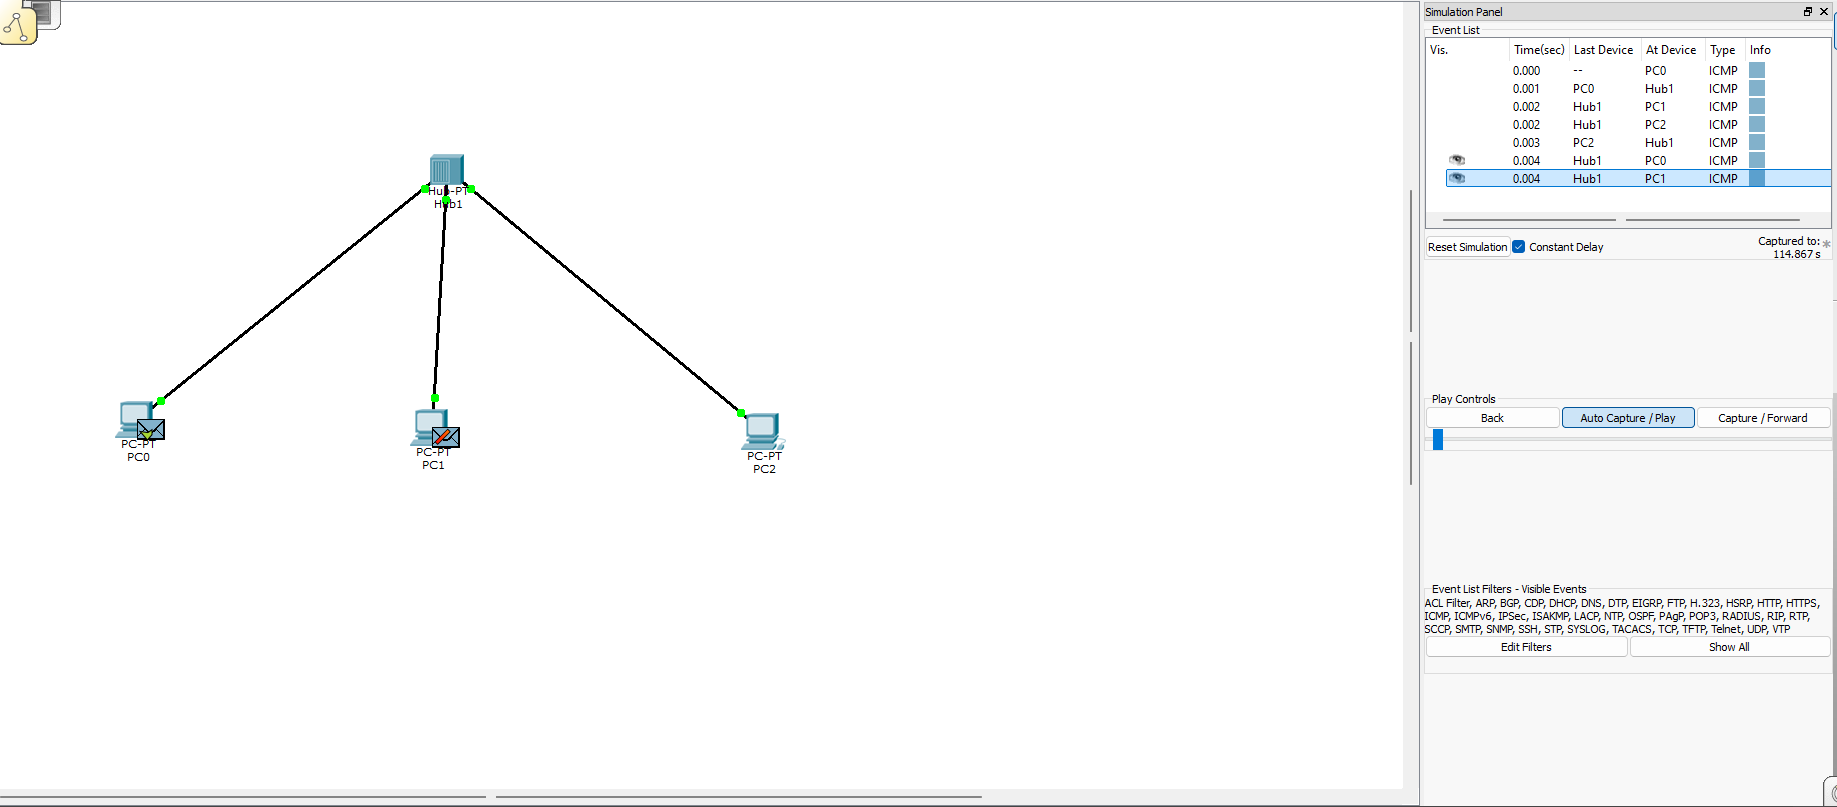 Hub-PT
Hub1
PC-PT
PC0
PC-PT
PC1
PC-PT
PC2
Simulation Panel
Event List
Vis. Time(sec) Last Device At Device Type Info
0.000 -- PC0 ICMP
0.001 PC0 Hub1 ICMP
0.002 Hub1 PC1 ICMP
0.002 Hub1 PC2 ICMP
0.003 PC2 Hub1 ICMP
0.004 Hub1 PC0 ICMP
0.004 Hub1 PC1 ICMP
Reset Simulation Constant Delay Captured to: *
114.867 s
Play Controls
Back Auto Capture / Play Capture / Forward
Event List Filters - Visible Events
ACL Filter, ARP, BGP, CDP, DHCP, DNS, DTP, EIGRP, FTP, H.323, HSRP, HTTP, HTTPS,
ICMP, ICMPv6, IPSec, ISAKMP, LACP, NTP, OSPF, PAgP, POP3, RADIUS, RIP, RTP,
SCCP, SMTP, SNMP, SSH, STP, SYSLOG, TACACS, TCP, TFTP, Telnet, UDP, VTP
Edit Filters Show All